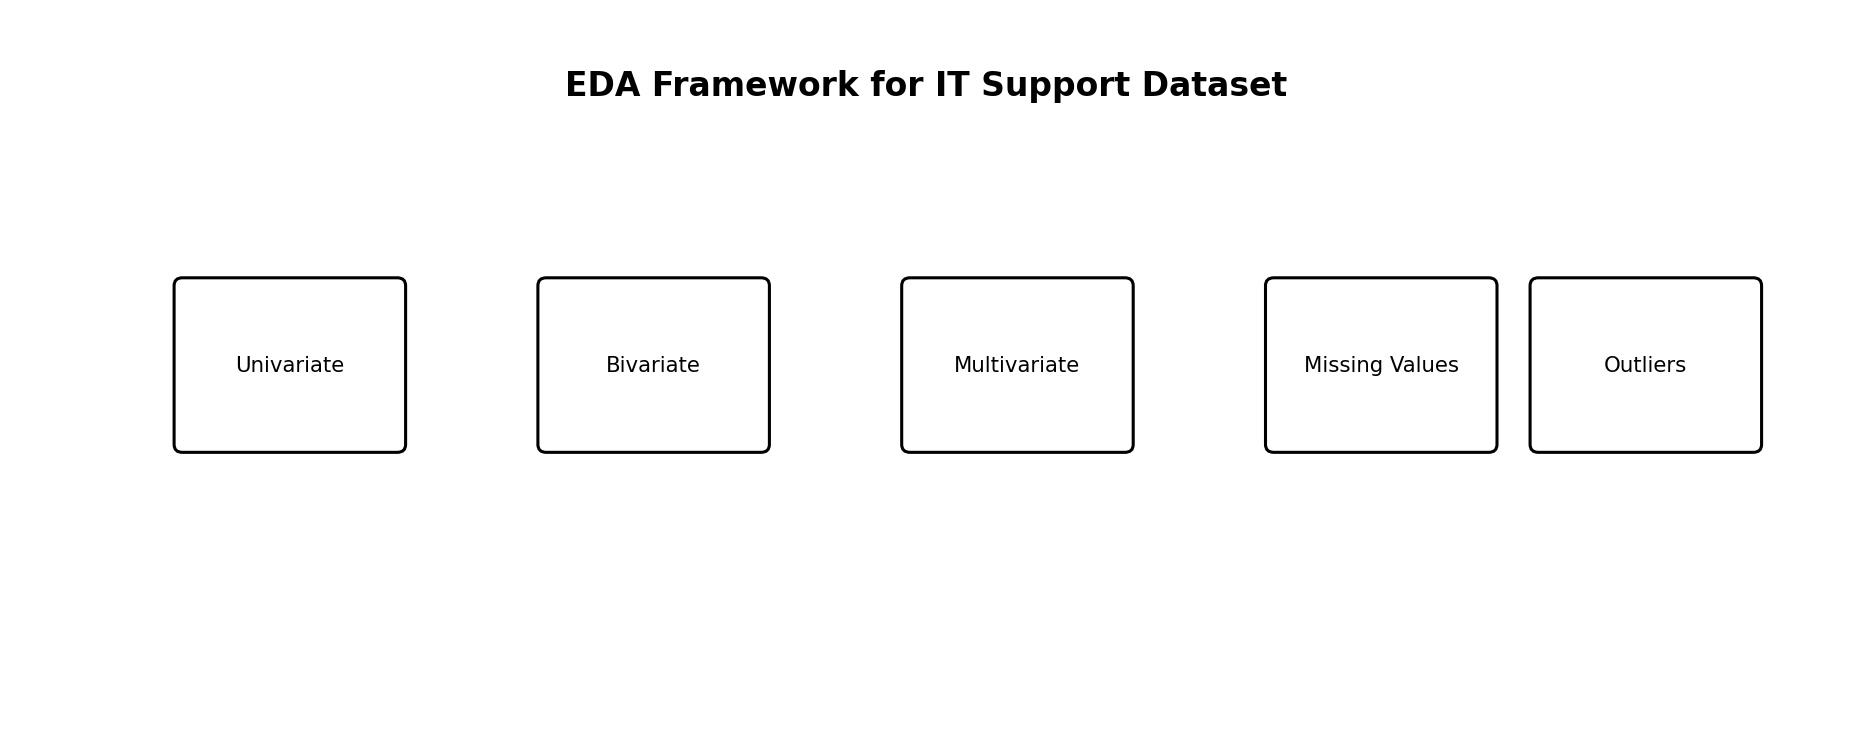 EDA Framework for IT Support Dataset
Univariate
Bivariate
Multivariate
Missing Values
Outliers